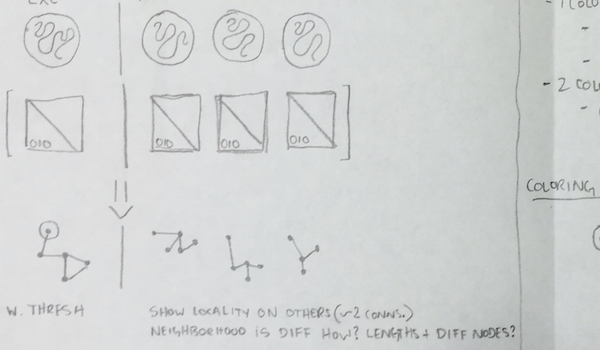 - 1 COLO
- 2 COL
010 010 010 010
COLORING
W. THRESH
SHOW LOCALITY ON OTHERS (~2 CONNS.)
NEIGHBORHOOD IS DIFF HOW? LENGTHS + DIFF NODES?